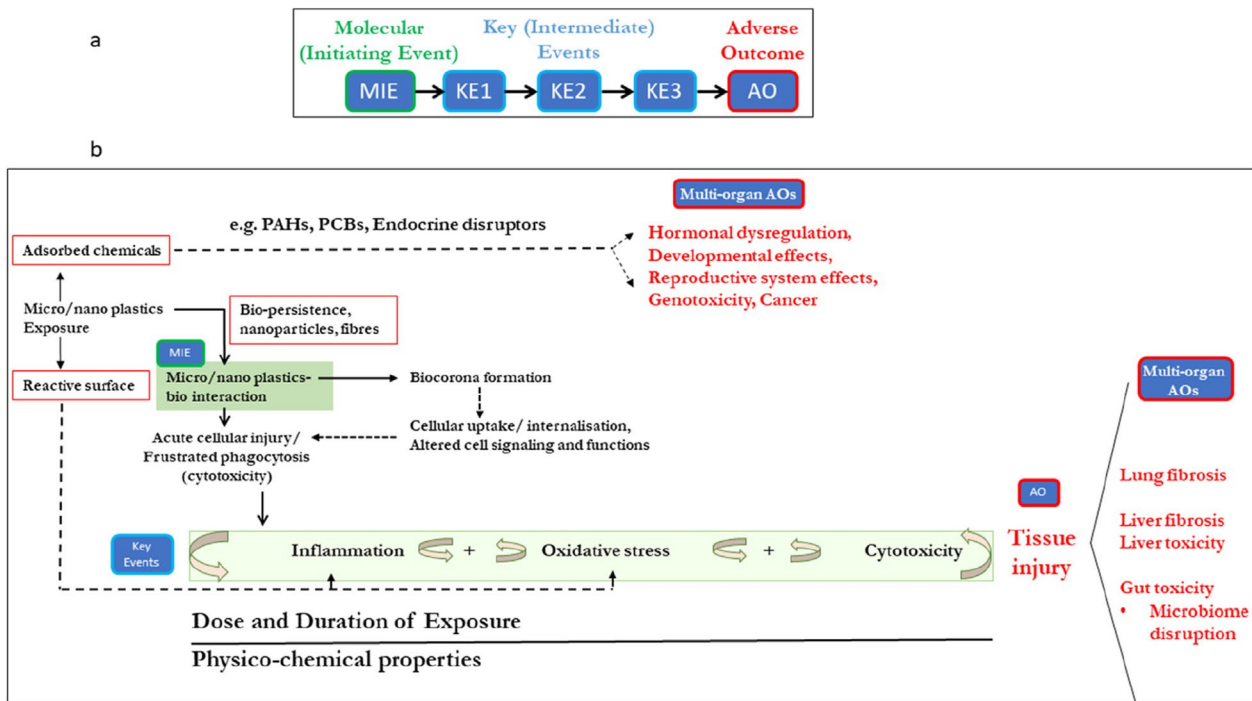 a
Molecular
(Initiating Event)
Key (Intermediate)
Events
Adverse
Outcome
MIE
KE1
KE2
KE3
AO
b
Multi-organ AOs
e.g. PAHs, PCBs, Endocrine disruptors
Adsorbed chemicals
Hormonal dysregulation,
Developmental effects,
Reproductive system effects,
Genotoxicity, Cancer
Micro/nano plastics
Exposure
Bio-persistence,
nanoparticles, fibres
MIE
Reactive surface
Micro/nano plastics-
bio interaction
Biocorona formation
Multi-organ
AOs
Cellular uptake/ internalisation,
Altered cell signaling and functions
Acute cellular injury/
Frustrated phagocytosis
(cytotoxicity)
Key
Events
Inflammation
+
Oxidative stress
+
Cytotoxicity
AO
Tissue
injury
Lung fibrosis
Liver fibrosis
Liver toxicity
Gut toxicity
• Microbiome
disruption
Dose and Duration of Exposure
Physico-chemical properties